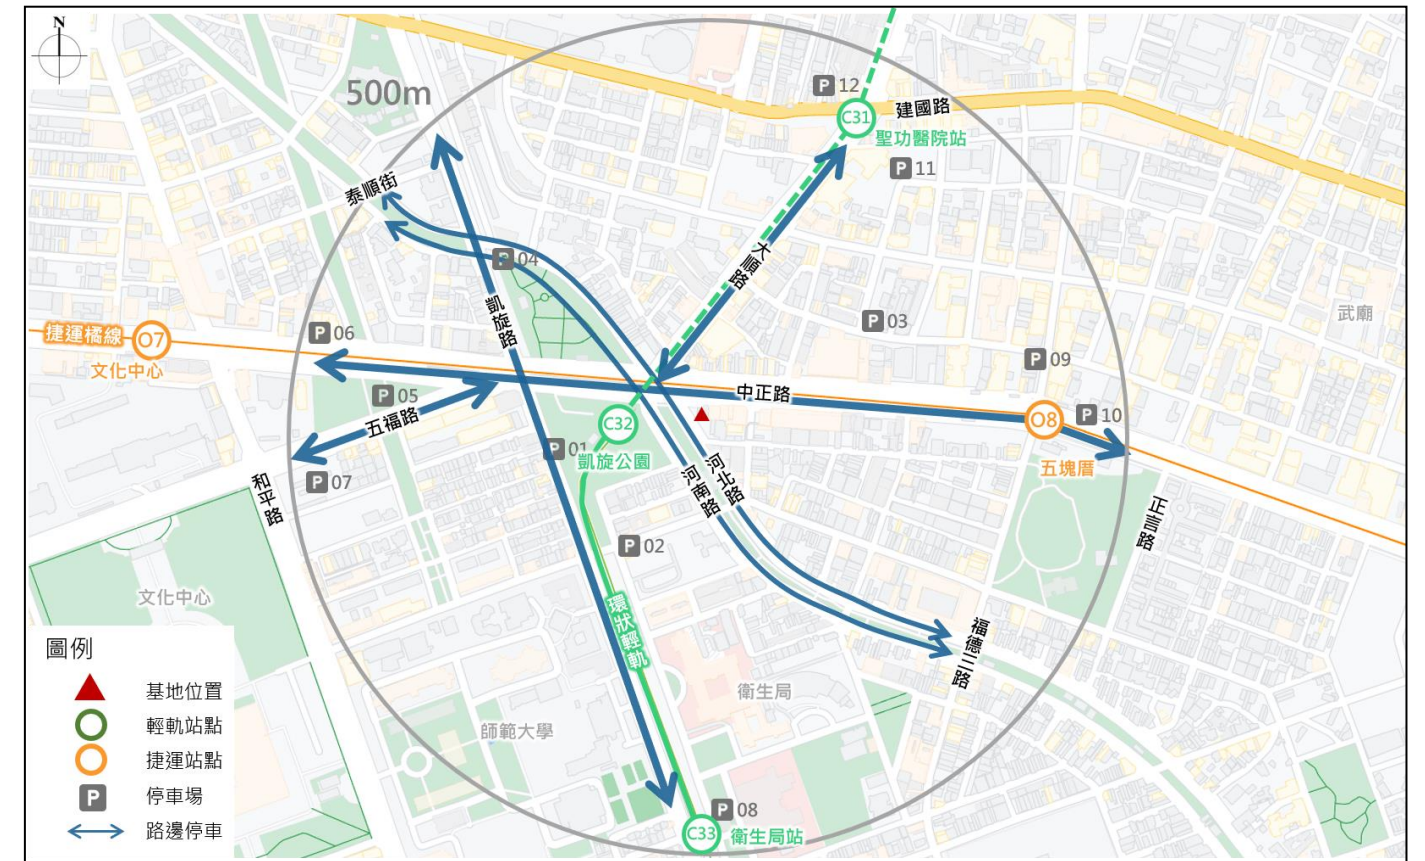 N
500m
P 12
建國路
C31
聖功醫院站
P 11
泰順街
P 04
大順路
凱旋路
P 03
武廟
捷運橘線
O7
文化中心
P 06
P 09
中正路
P 05
五福路
C32
凱旋公園
P 01
O8
P 10
五塊厝
和平路
P 07
河北路
河南路
正言路
P 02
文化中心
環狀輕軌
福德三路
衛生局
師範大學
P 08
C33
衛生局站
圖例
基地位置
輕軌站點
捷運站點
P
停車場
路邊停車